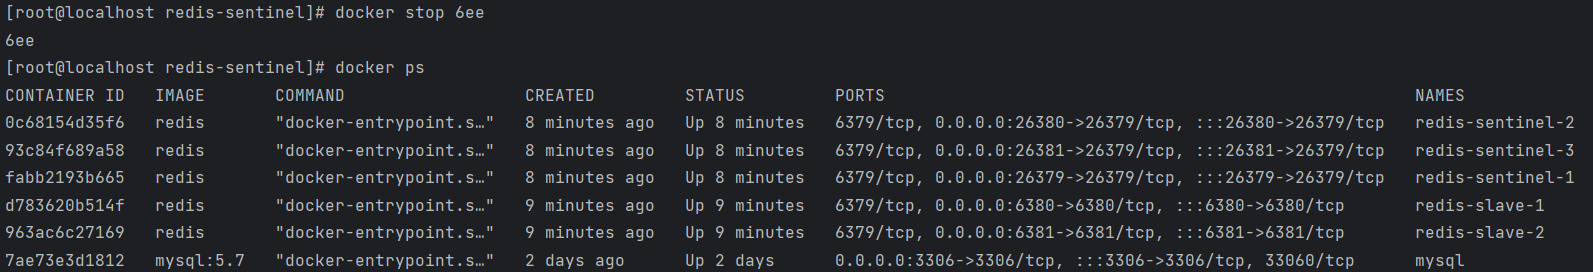 [root@localhost redis-sentinel]# docker stop 6ee
6ee
[root@localhost redis-sentinel]# docker ps
CONTAINER ID   IMAGE       COMMAND                  CREATED         STATUS         PORTS                                                     NAMES
0c68154d35f6   redis       "docker-entrypoint.s…"   8 minutes ago   Up 8 minutes   6379/tcp, 0.0.0.0:26380->26379/tcp, :::26380->26379/tcp   redis-sentinel-2
93c84f689a58   redis       "docker-entrypoint.s…"   8 minutes ago   Up 8 minutes   6379/tcp, 0.0.0.0:26381->26379/tcp, :::26381->26379/tcp   redis-sentinel-3
fabb2193b665   redis       "docker-entrypoint.s…"   8 minutes ago   Up 8 minutes   6379/tcp, 0.0.0.0:26379->26379/tcp, :::26379->26379/tcp   redis-sentinel-1
d783620b514f   redis       "docker-entrypoint.s…"   9 minutes ago   Up 9 minutes   6379/tcp, 0.0.0.0:6380->6380/tcp, :::6380->6380/tcp       redis-slave-1
963ac6c27169   redis       "docker-entrypoint.s…"   9 minutes ago   Up 9 minutes   6379/tcp, 0.0.0.0:6381->6381/tcp, :::6381->6381/tcp       redis-slave-2
7ae73e3d1812   mysql:5.7   "docker-entrypoint.s…"   2 days ago      Up 2 days      0.0.0.0:3306->3306/tcp, :::3306->3306/tcp, 33060/tcp      mysql